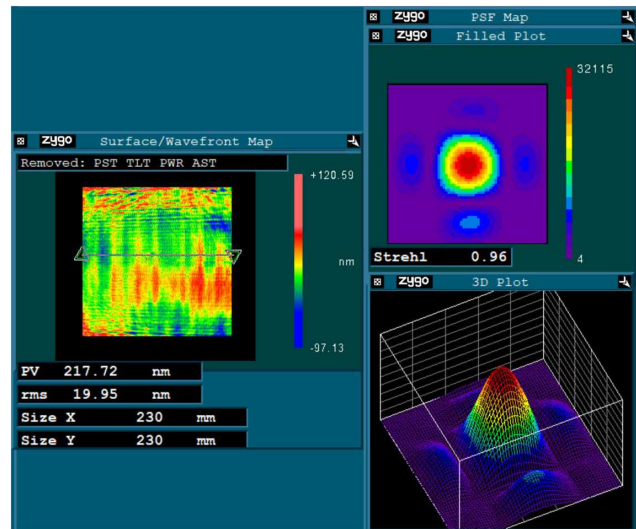 zygo PSF Map
zygo Filled Plot
32115
4
Strehl 0.96
zygo Surface/Wavefront Map
Removed: PST TLT PWR AST
+120.59
nm
-97.13
PV 217.72 nm
rms 19.95 nm
Size X 230 mm
Size Y 230 mm
zygo 3D Plot